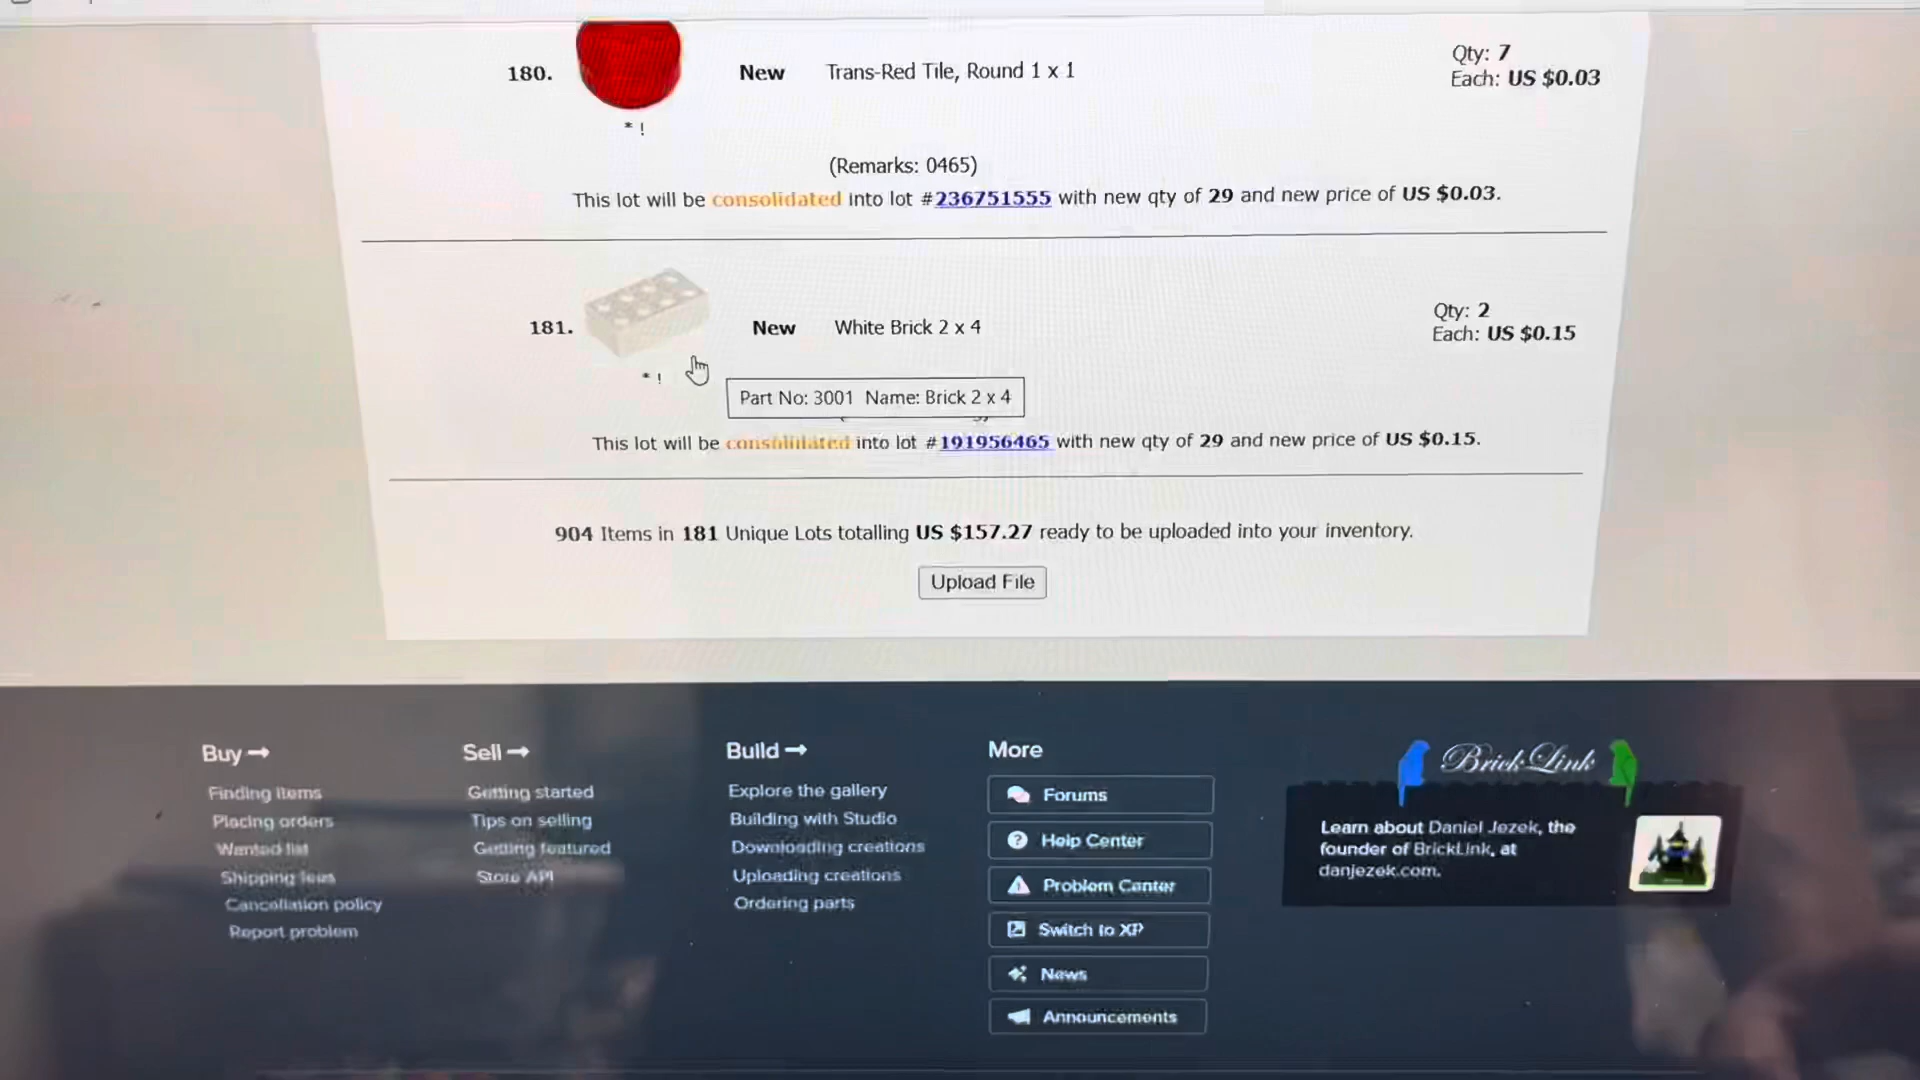 180.
New
Trans-Red Tile, Round 1 x 1
Qty: 7
Each: US $0.03
* !
(Remarks: 0465)
This lot will be consolidated into lot #236751555 with new qty of 29 and new price of US $0.03.
181.
New
White Brick 2 x 4
Qty: 2
Each: US $0.15
* !
Part No: 3001 Name: Brick 2 x 4
This lot will be consolidated into lot #191956465 with new qty of 29 and new price of US $0.15.
904 Items in 181 Unique Lots totalling US $157.27 ready to be uploaded into your inventory.
Upload File
Buy →
Finding items
Placing orders
Wanted list
Shipping fees
Cancellation policy
Report problem
Sell →
Getting started
Tips on selling
Getting featured
Store API
Build →
Explore the gallery
Building with Studio
Downloading creations
Uploading creations
Ordering parts
More
Forums
Help Center
Problem Center
Switch to XP
News
Announcements
BrickLink
Learn about Daniel Jezek, the
founder of BrickLink, at
danjezek.com.